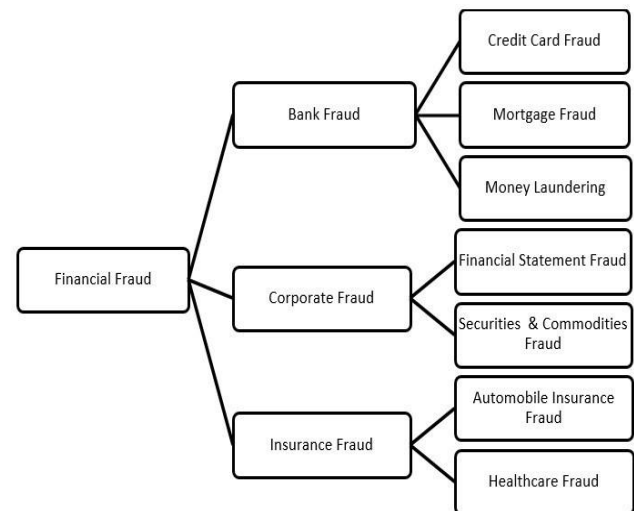 Financial Fraud
Bank Fraud
Credit Card Fraud
Mortgage Fraud
Money Laundering
Corporate Fraud
Financial Statement Fraud
Securities & Commodities
Fraud
Insurance Fraud
Automobile Insurance
Fraud
Healthcare Fraud